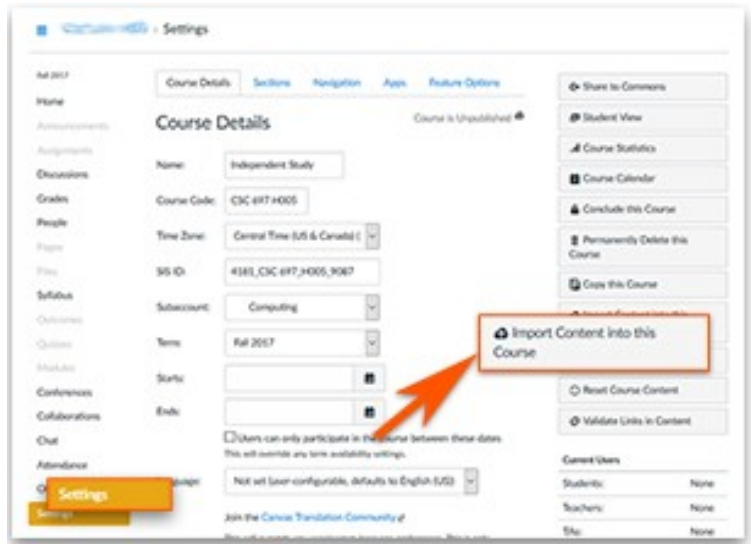 › Settings
Fall 2017
Home
Announcements
Assignments
Discussions
Grades
People
Pages
Files
Syllabus
Outcomes
Quizzes
Modules
Conferences
Collaborations
Chat
Attendance
Settings
Settings
Course Details Sections Navigation Apps Feature Options
Course Details
Course is Unpublished
Name: Independent Study
Course Code: CSC 697 H005
Time Zone: Central Time (US & Canada) (
SIS ID: 4161_CSC 697_H005_9087
Subaccount: Computing
Term: Fall 2017
Starts:
Ends:
Users can only participate in the course between these dates
This will override any term availability settings.
Not set (user-configurable, defaults to English (US))
Join the Canvas Translation Community
Share to Commons
Student View
Course Statistics
Course Calendar
Conclude this Course
Permanently Delete this
Course
Copy this Course
Import Content into this
Course
Reset Course Content
Validate Links in Content
Current Users
Students: None
Teachers: None
TAs: None